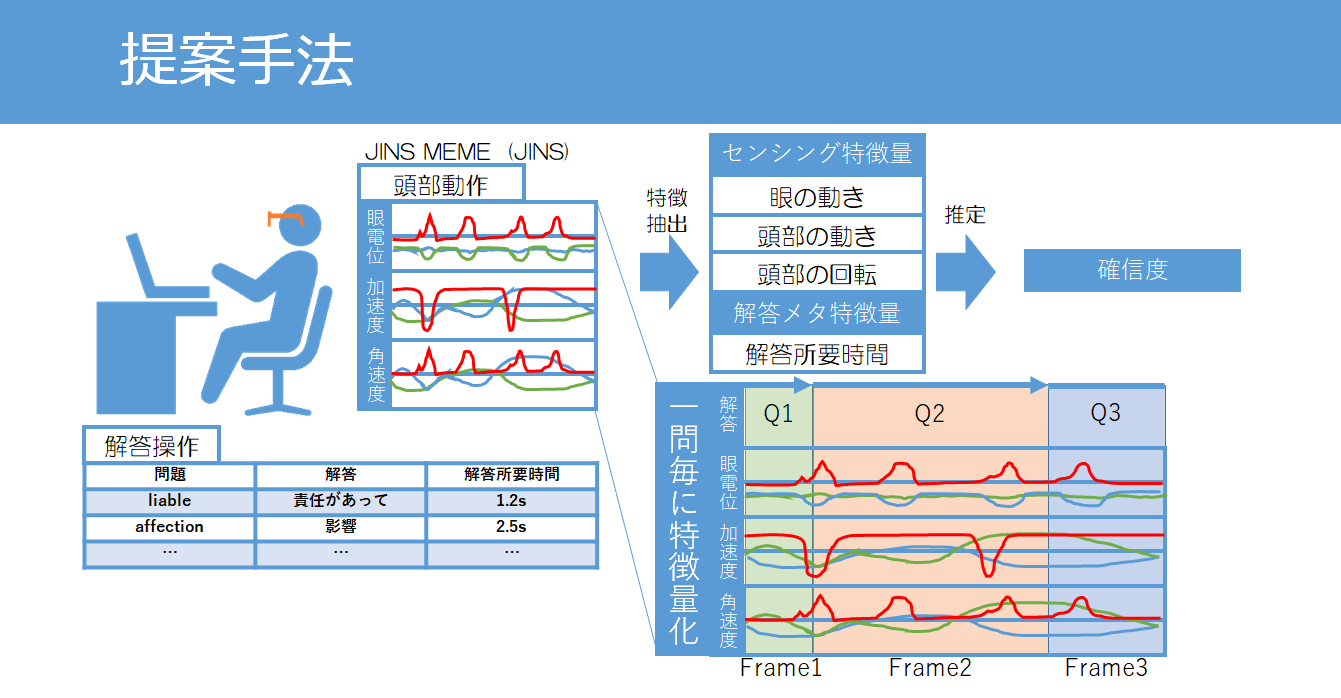 提案手法
JINS MEME (JINS)
頭部動作
眼電位
加速度
角速度
解答操作
問題 解答 解答所要時間
liable 責任があって 1.2s
affection 影響 2.5s
… … …
特徴
抽出
センシング特徴量
眼の動き
頭部の動き
頭部の回転
解答メタ特徴量
解答所要時間
推定
確信度
一問毎に特徴量化
解答 Q1 Q2 Q3
眼電位
加速度
角速度
Frame1 Frame2 Frame3